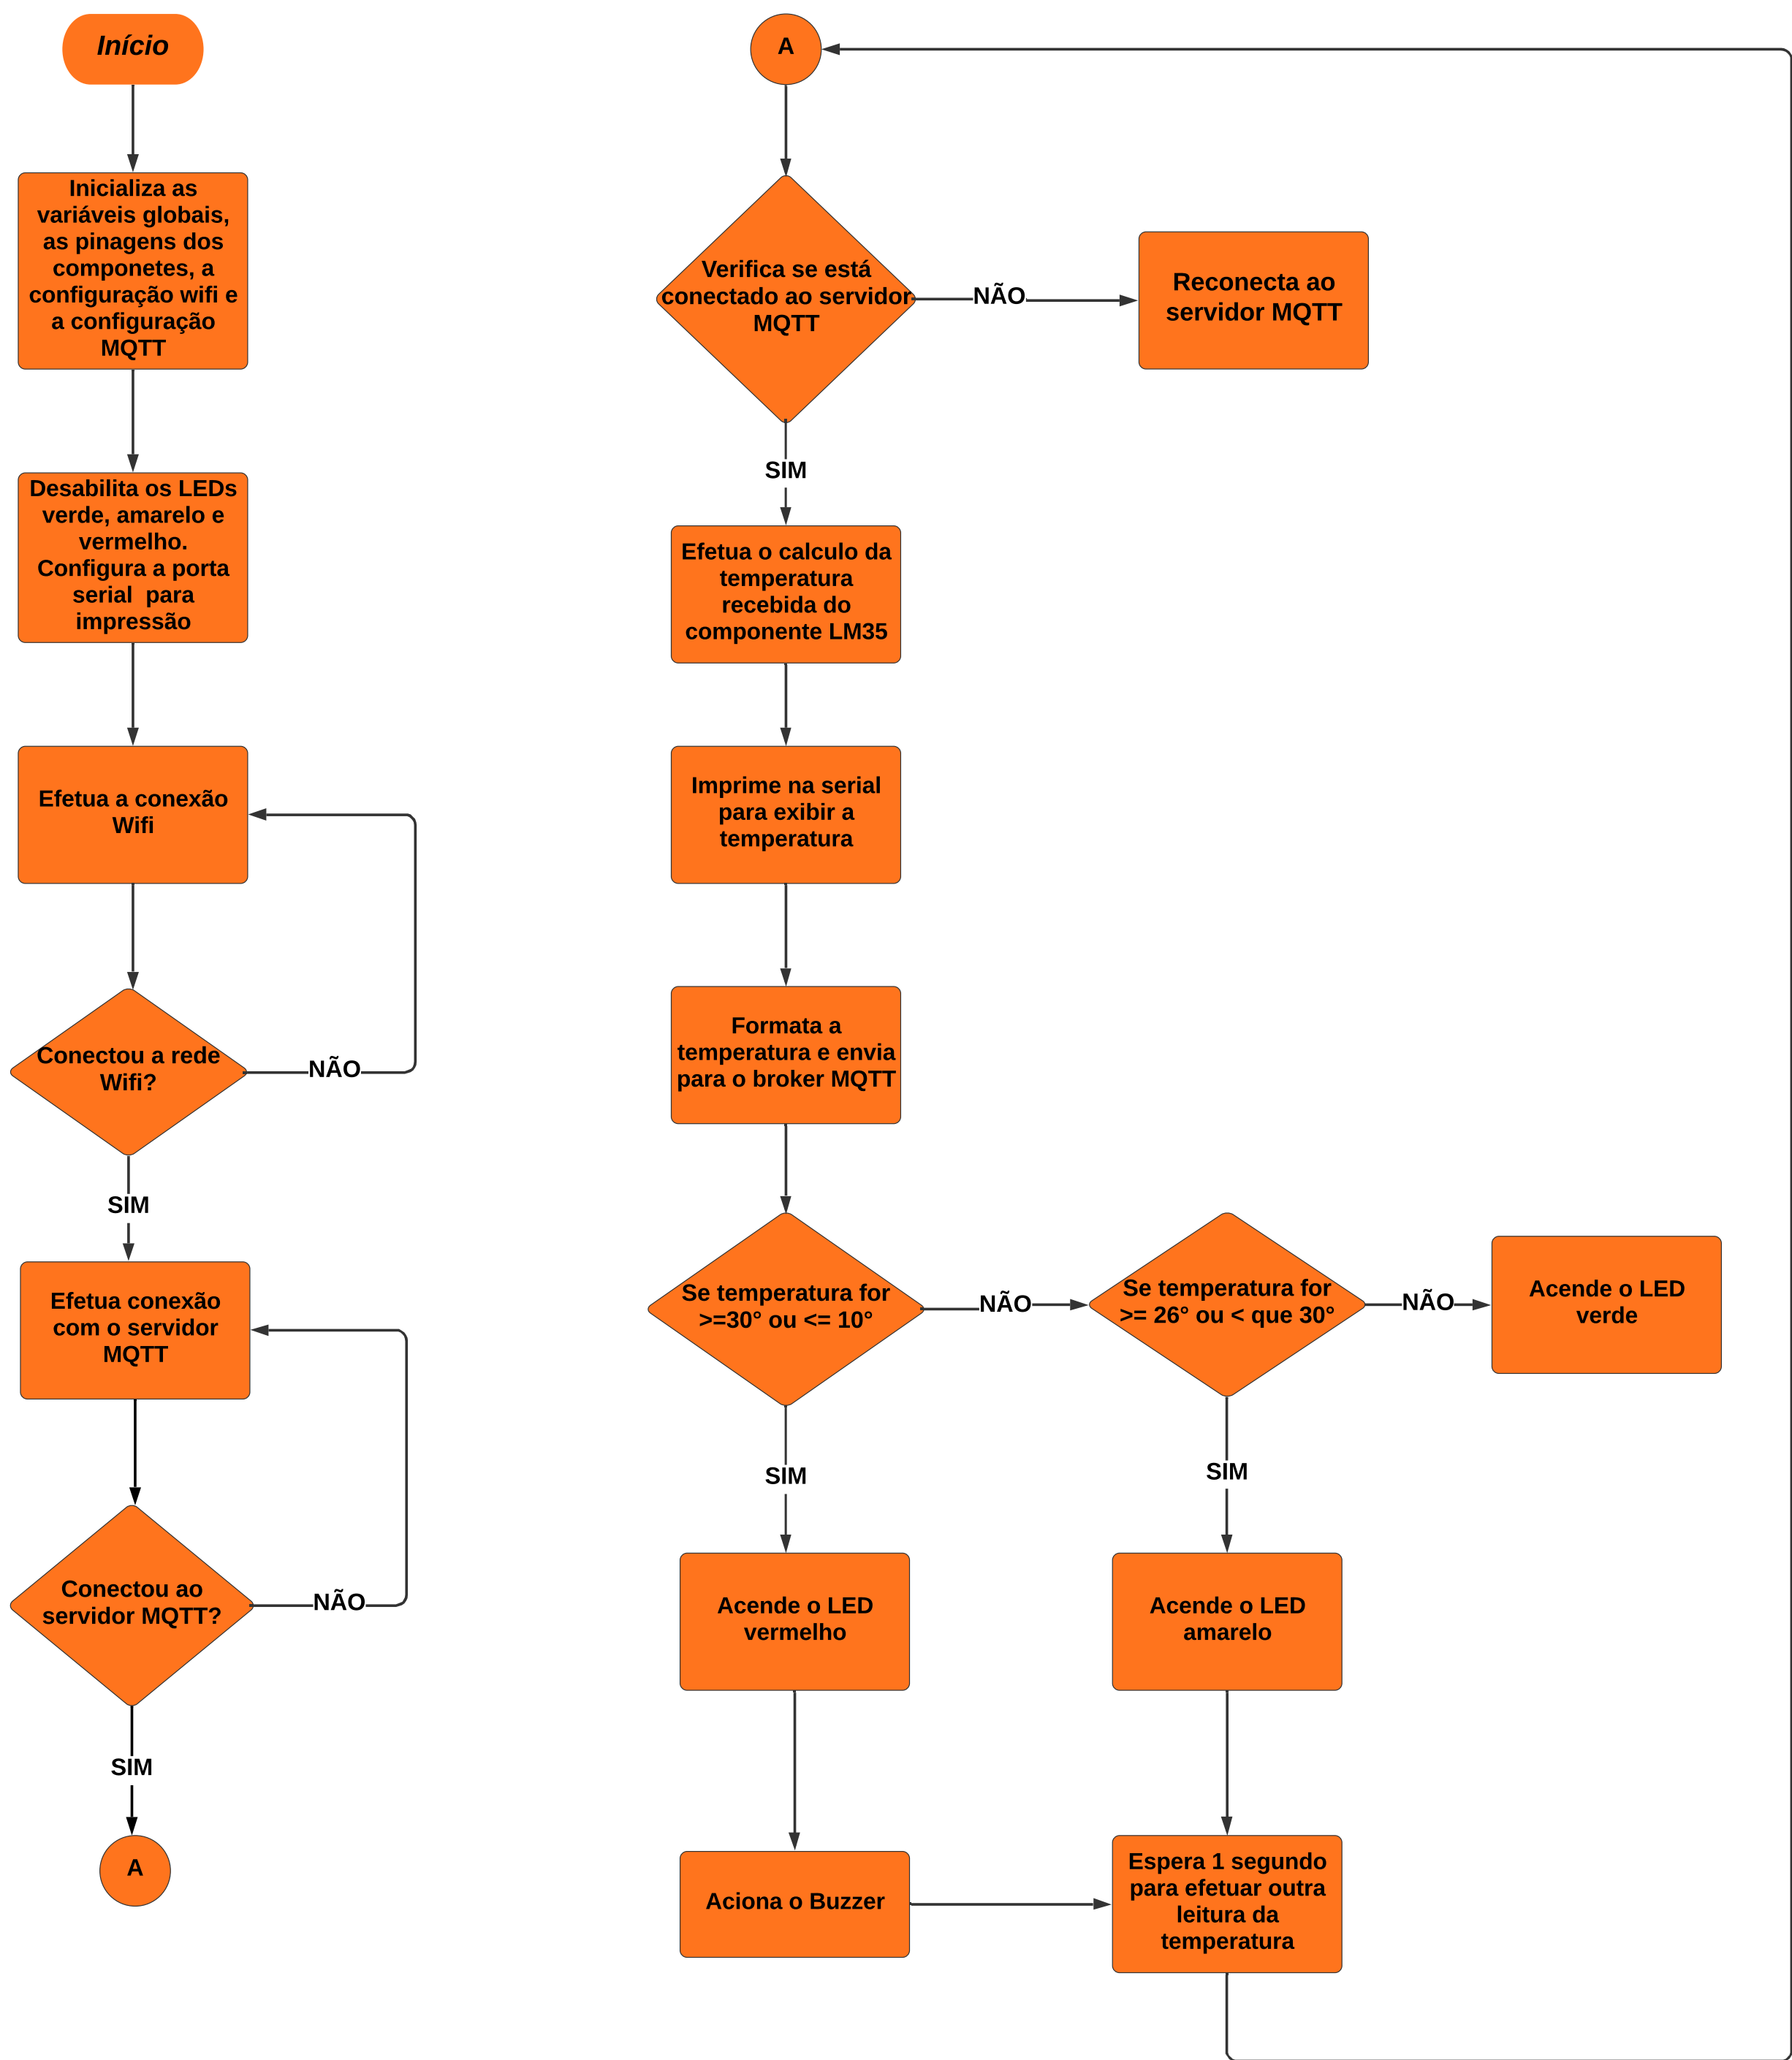 Início
Inicializa as
variáveis globais,
as pinagens dos
componetes, a
configuração wifi e
a configuração
MQTT
Desabilita os LEDs
verde, amarelo e
vermelho.
Configura a porta
serial  para
impressão
Efetua a conexão
Wifi
Conectou a rede
Wifi?
NÃO
SIM
Efetua conexão
com o servidor
MQTT
Conectou ao
servidor MQTT?
NÃO
SIM
A
A
Verifica se está
conectado ao servidor
MQTT
NÃO
Reconecta ao
servidor MQTT
SIM
Efetua o calculo da
temperatura
recebida do
componente LM35
Imprime na serial
para exibir a
temperatura
Formata a
temperatura e envia
para o broker MQTT
Se temperatura for
>=30° ou <= 10°
NÃO
Se temperatura for
>= 26° ou < que 30°
NÃO
Acende o LED
verde
SIM
SIM
Acende o LED
vermelho
Acende o LED
amarelo
Aciona o Buzzer
Espera 1 segundo
para efetuar outra
leitura da
temperatura